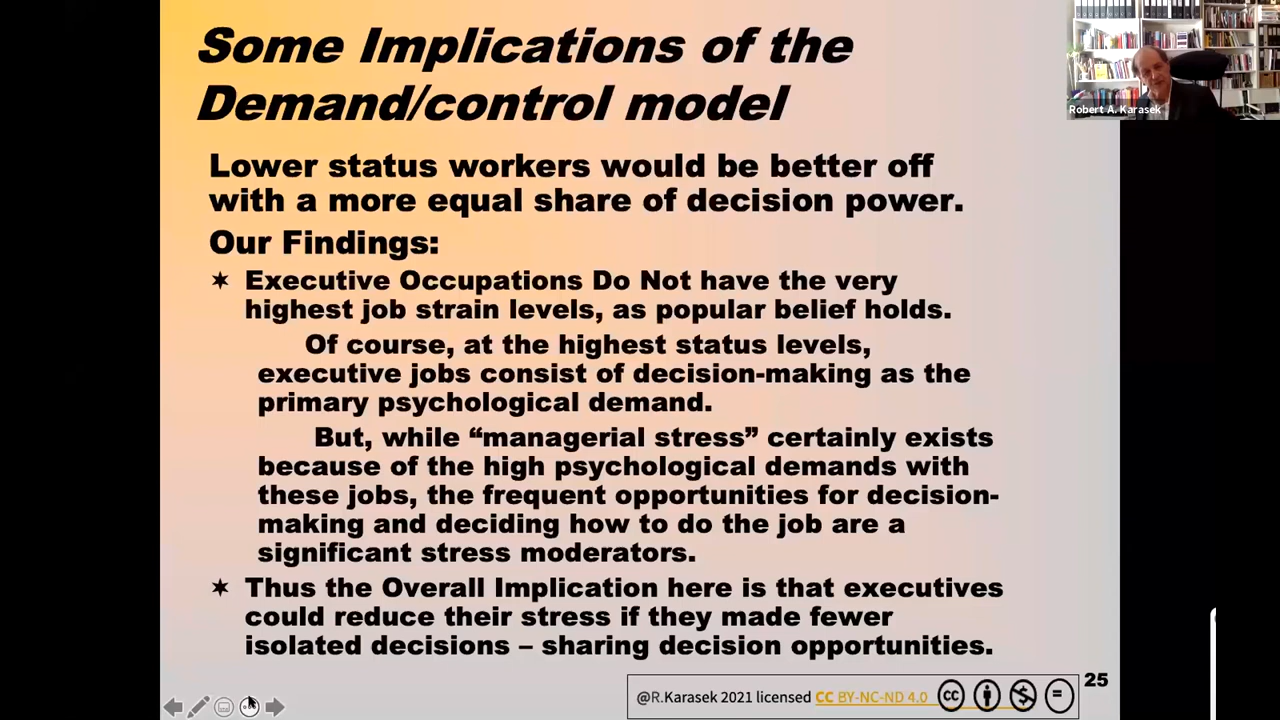 Some Implications of the
Demand/control model
Robert A. Karasek
Lower status workers would be better off
with a more equal share of decision power.
Our Findings:
✶ Executive Occupations Do Not have the very
highest job strain levels, as popular belief holds.
Of course, at the highest status levels,
executive jobs consist of decision-making as the
primary psychological demand.
But, while “managerial stress” certainly exists
because of the high psychological demands with
these jobs, the frequent opportunities for decision-
making and deciding how to do the job are a
significant stress moderators.
✶ Thus the Overall Implication here is that executives
could reduce their stress if they made fewer
isolated decisions – sharing decision opportunities.
25
@R.Karasek 2021 licensed CC BY-NC-ND 4.0